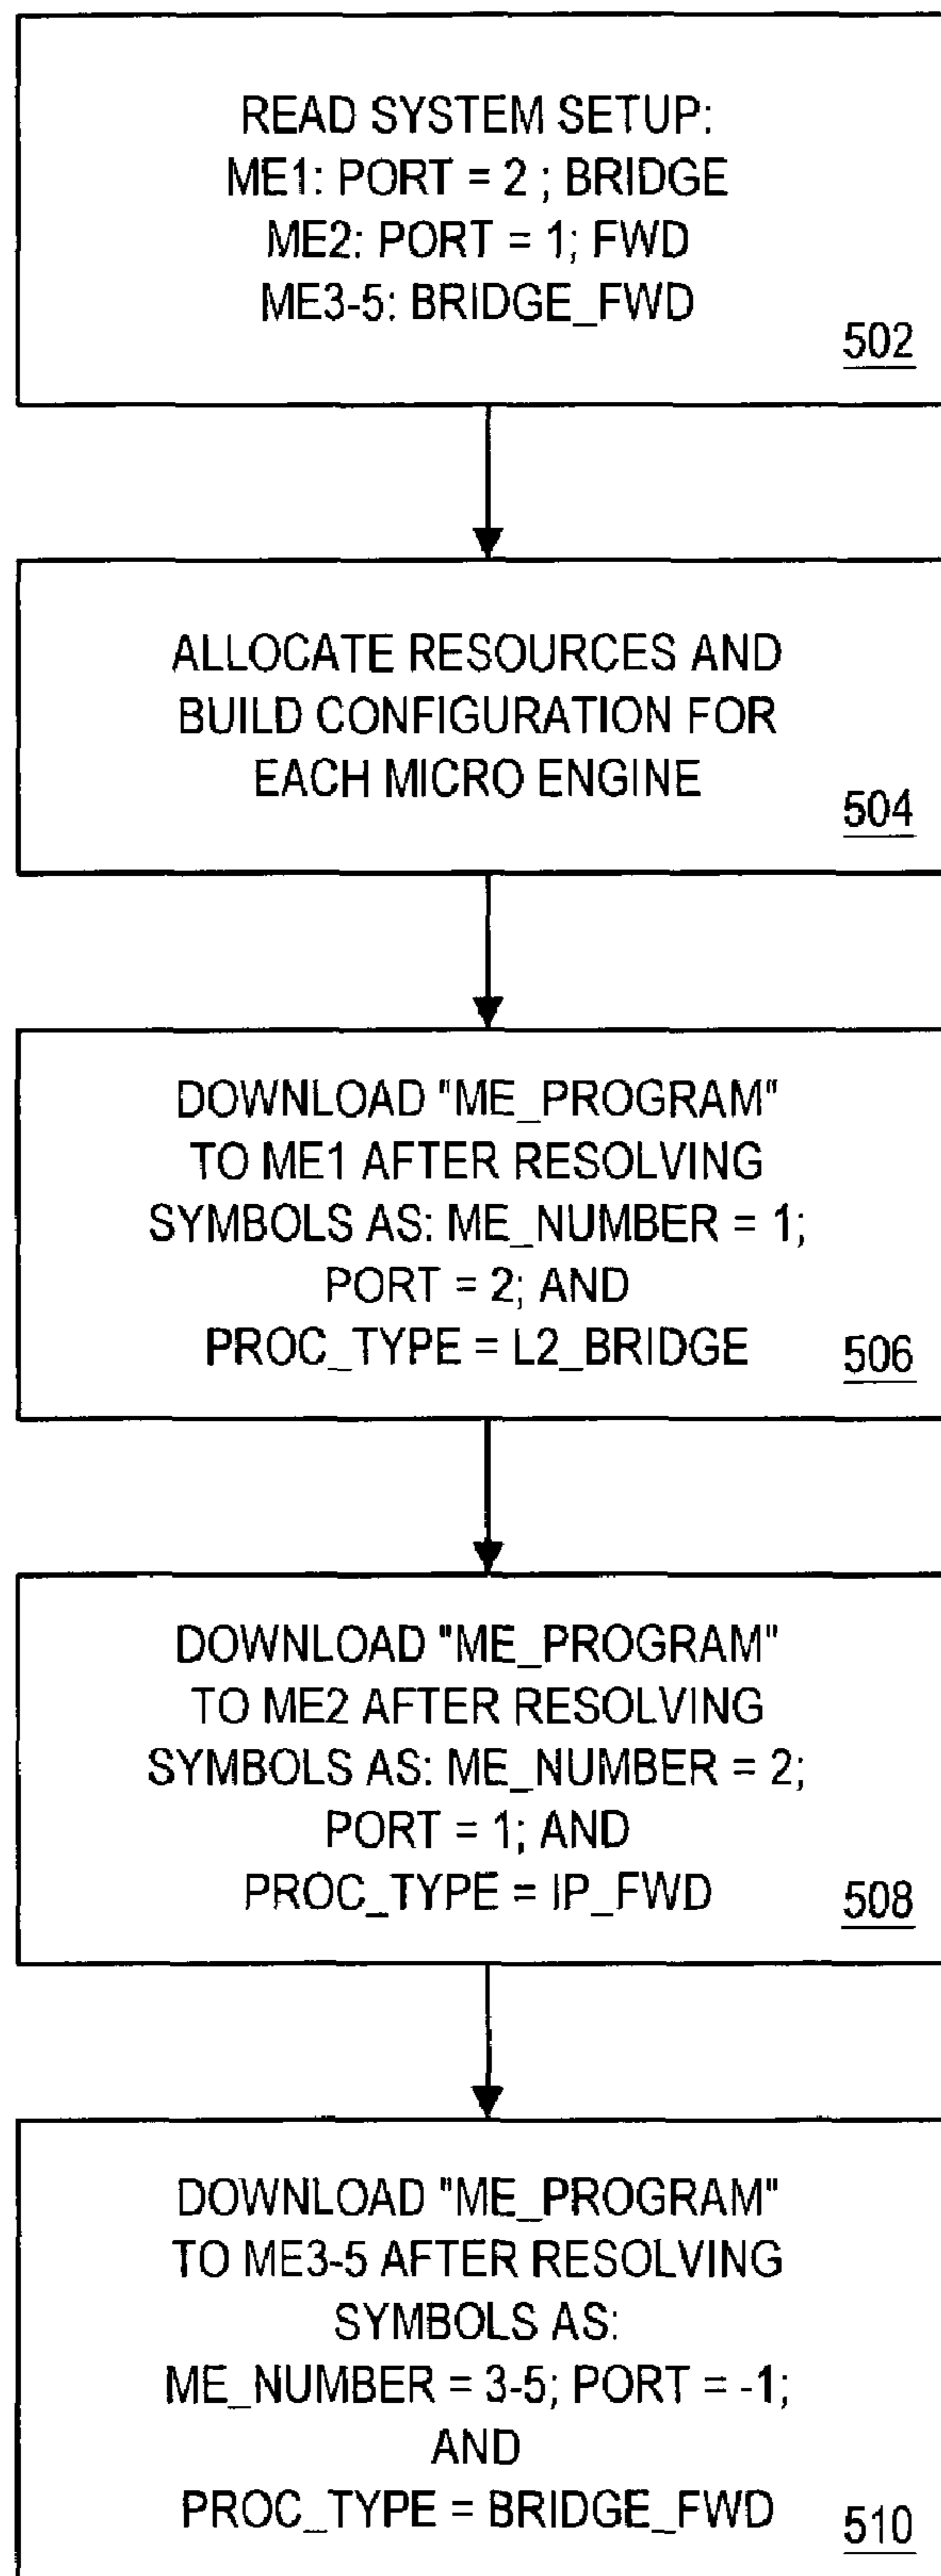 READ SYSTEM SETUP:
ME1: PORT = 2 ; BRIDGE
ME2: PORT = 1; FWD
ME3-5: BRIDGE_FWD
502
ALLOCATE RESOURCES AND
BUILD CONFIGURATION FOR
EACH MICRO ENGINE
504
DOWNLOAD "ME_PROGRAM"
TO ME1 AFTER RESOLVING
SYMBOLS AS: ME_NUMBER = 1;
PORT = 2; AND
PROC_TYPE = L2_BRIDGE
506
DOWNLOAD "ME_PROGRAM"
TO ME2 AFTER RESOLVING
SYMBOLS AS: ME_NUMBER = 2;
PORT = 1; AND
PROC_TYPE = IP_FWD
508
DOWNLOAD "ME_PROGRAM"
TO ME3-5 AFTER RESOLVING
SYMBOLS AS:
ME_NUMBER = 3-5; PORT = -1;
AND
PROC_TYPE = BRIDGE_FWD
510